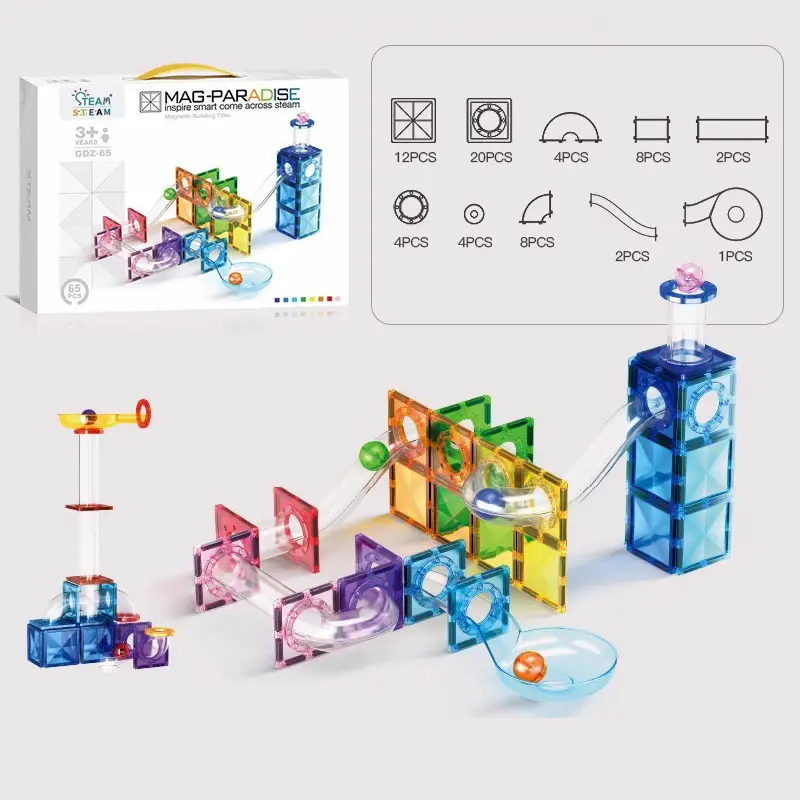 STEAM
S.T.E.A.M
3+
YEARS
GDZ-65
MAG-PARADISE
inspire smart come across steam
Magnetic Building Tiles
STEAM
65
PCS
12PCS
20PCS
4PCS
8PCS
2PCS
4PCS
4PCS
8PCS
2PCS
1PCS